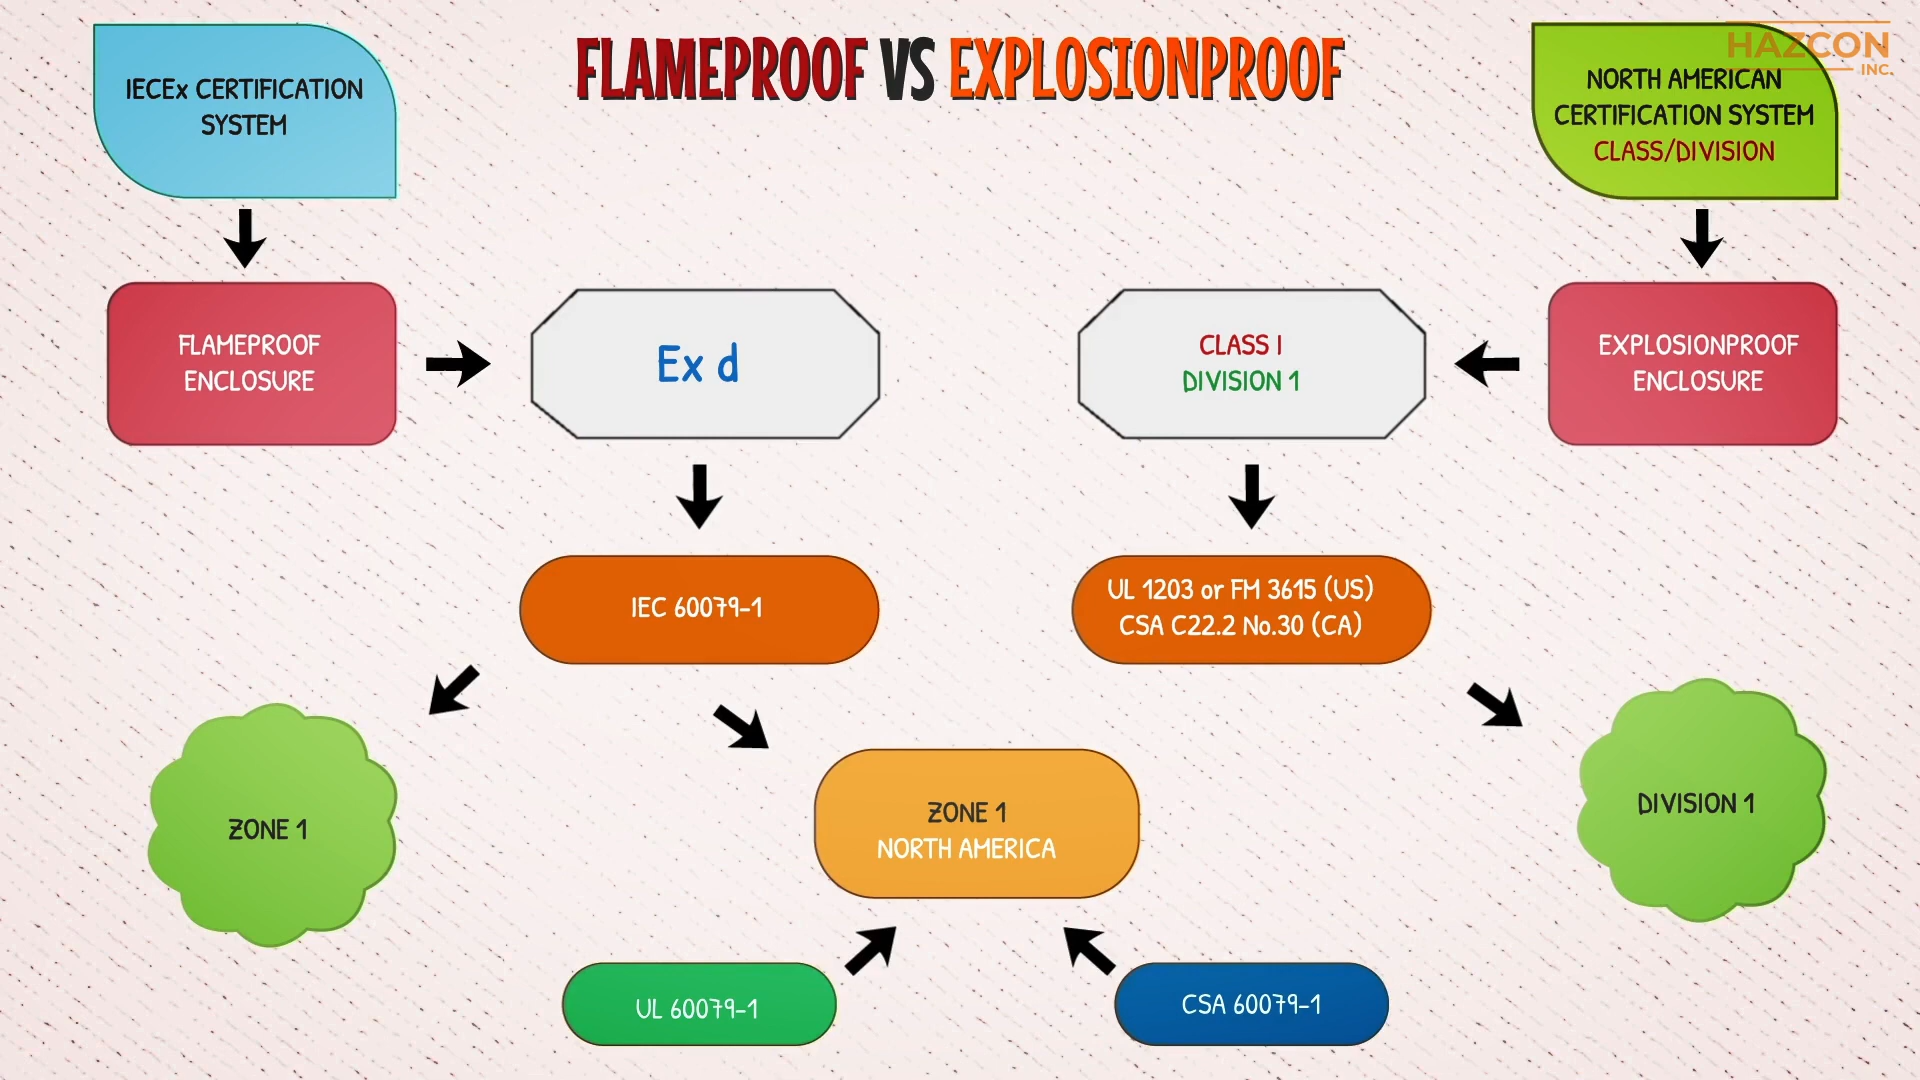 FLAMEPROOF VS EXPLOSIONPROOF
HAZCON
INC.
IECEx CERTIFICATION
SYSTEM
NORTH AMERICAN
CERTIFICATION SYSTEM
CLASS/DIVISION
FLAMEPROOF
ENCLOSURE
Ex d
CLASS I
DIVISION 1
EXPLOSIONPROOF
ENCLOSURE
IEC 60079-1
UL 1203 or FM 3615 (US)
CSA C22.2 No.30 (CA)
ZONE 1
ZONE 1
NORTH AMERICA
DIVISION 1
UL 60079-1
CSA 60079-1